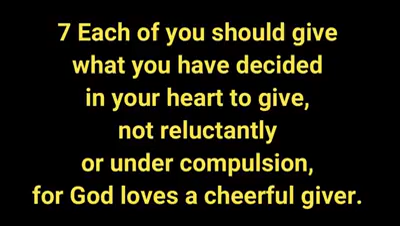 7 Each of you should give
what you have decided
in your heart to give,
not reluctantly
or under compulsion,
for God loves a cheerful giver.